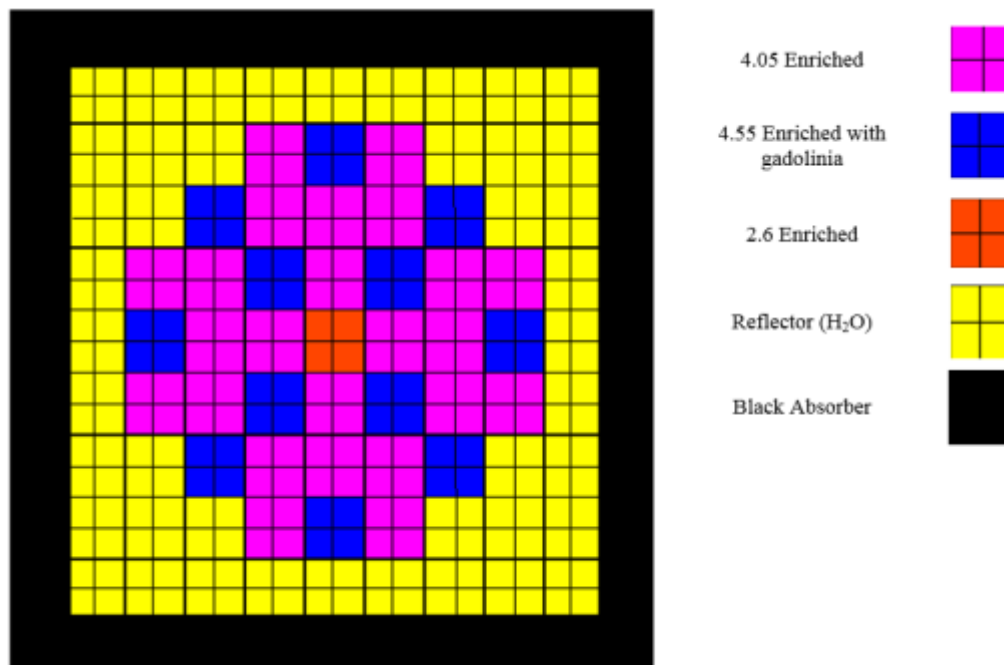 4.05 Enriched
4.55 Enriched with
gadolinia
2.6 Enriched
Reflector (H₂O)
Black Absorber